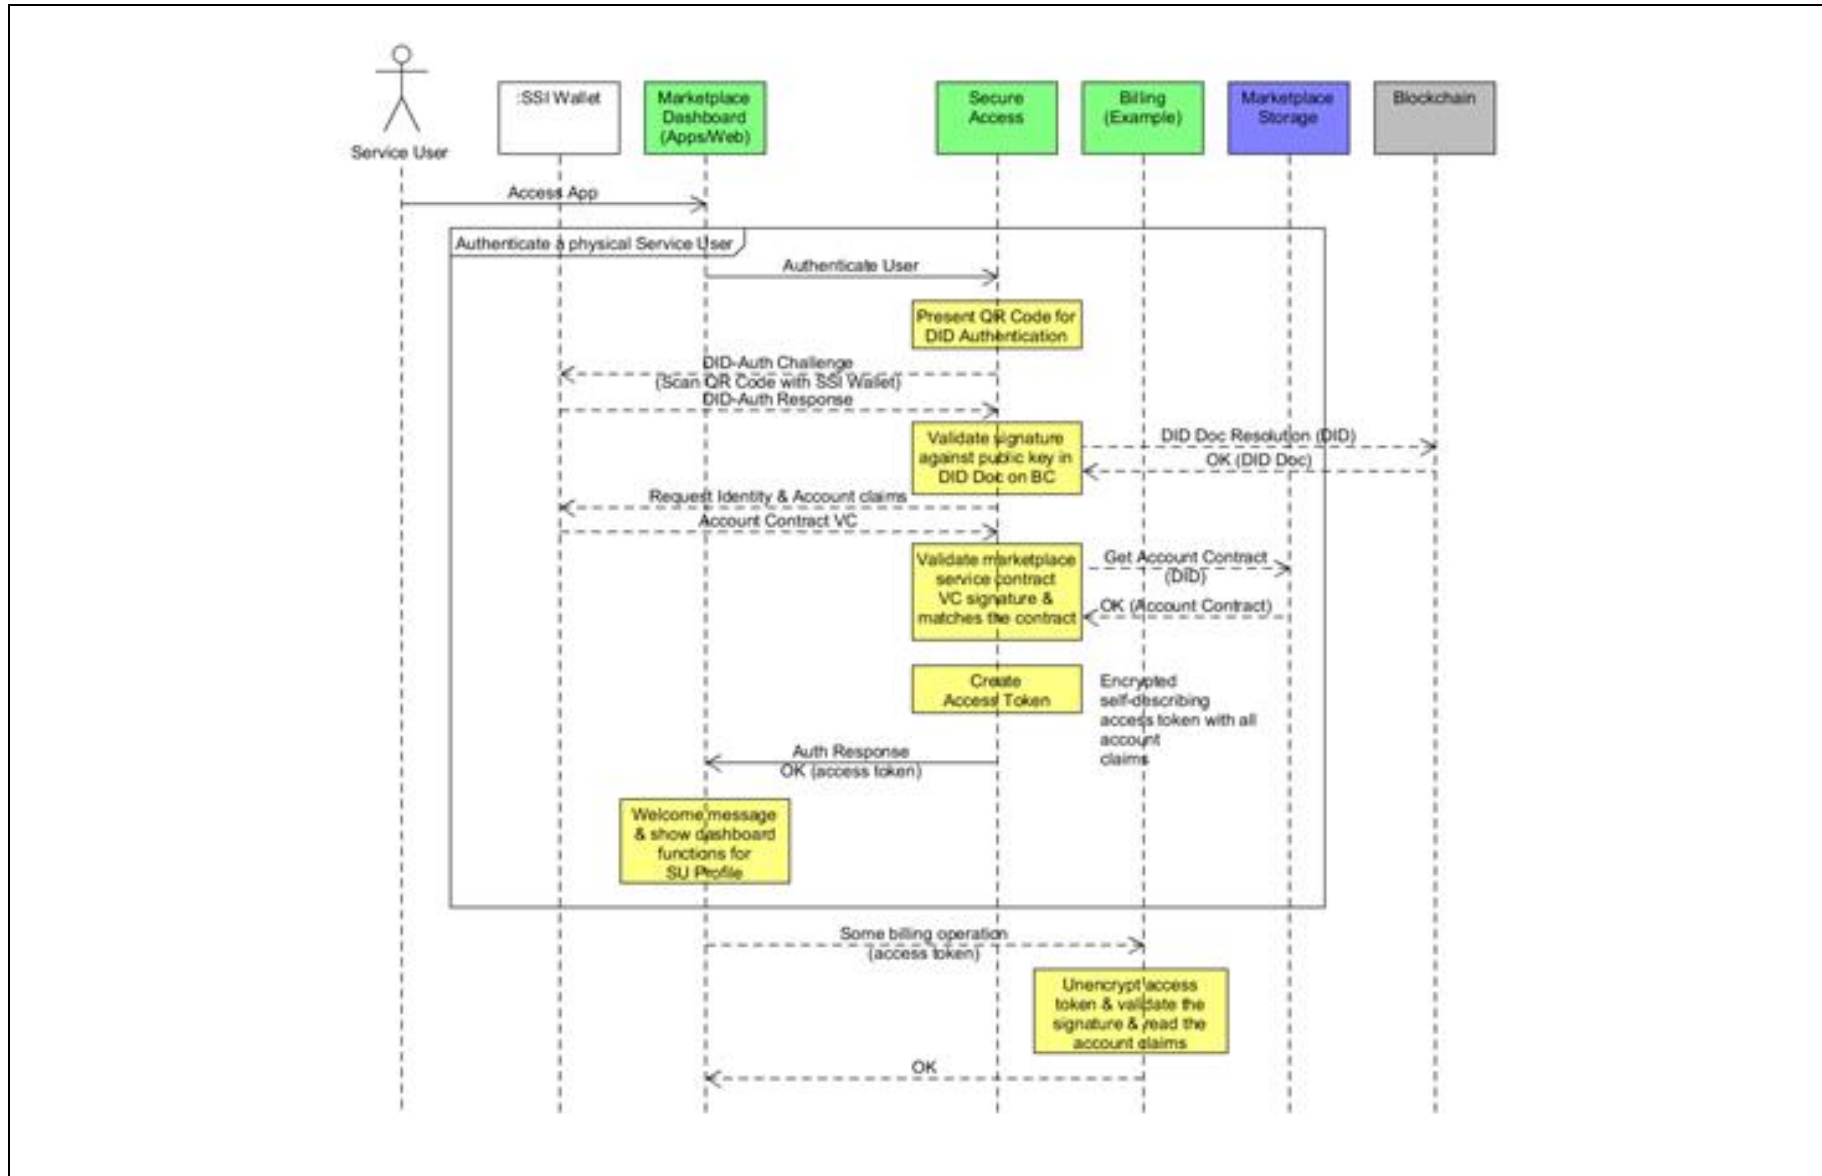 Service User
:SSI Wallet
Marketplace
Dashboard
(Apps/Web)
Secure
Access
Billing
(Example)
Marketplace
Storage
Blockchain
Access App
Authenticate a physical Service User
Authenticate User
Present QR Code for
DID Authentication
DID-Auth Challenge
(Scan QR Code with SSI Wallet)
DID-Auth Response
Validate signature
against public key in
DID Doc on BC
DID Doc Resolution (DID)
OK (DID Doc)
Request Identity & Account claims
Account Contract VC
Validate marketplace
service contract
VC signature &
matches the contract
Get Account Contract
(DID)
OK (Account Contract)
Create
Access Token
Encrypted
self-describing
access token with all
account
claims
Auth Response
OK (access token)
Welcome message
& show dashboard
functions for
SU Profile
Some billing operation
(access token)
Unencrypt access
token & validate the
signature & read the
account claims
OK